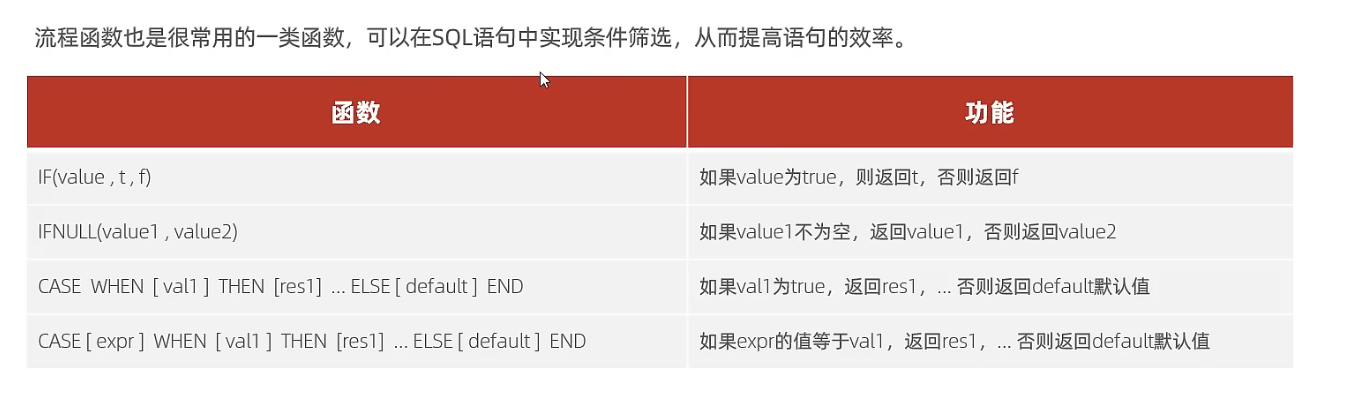 流程函数也是很常用的一类函数，可以在SQL语句中实现条件筛选，从而提高语句的效率。
函数 功能
IF(value , t , f) 如果value为true，则返回t，否则返回f
IFNULL(value1 , value2) 如果value1不为空，返回value1，否则返回value2
CASE WHEN [ val1 ] THEN [res1] ... ELSE [ default ] END 如果val1为true，返回res1，... 否则返回default默认值
CASE [ expr ] WHEN [ val1 ] THEN [res1] ... ELSE [ default ] END 如果expr的值等于val1，返回res1，... 否则返回default默认值